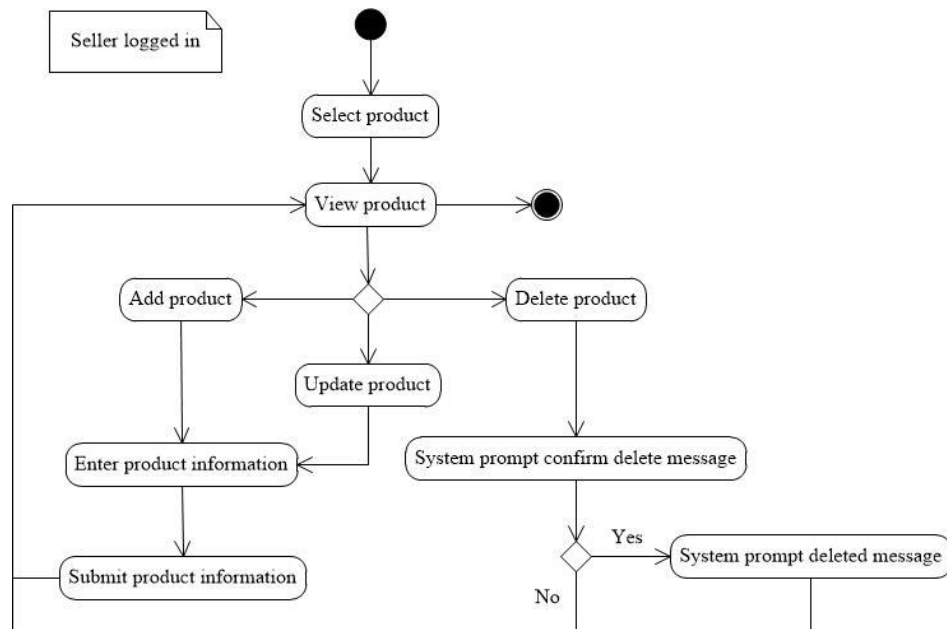 Seller logged in
Select product
View product
Add product
Delete product
Update product
Enter product information
System prompt confirm delete message
Yes
Submit product information
System prompt deleted message
No